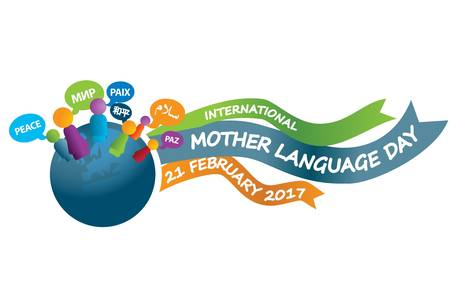 PEACE
МИР
PAIX
和平
سلام
PAZ
INTERNATIONAL
MOTHER LANGUAGE DAY
21 FEBRUARY 2017